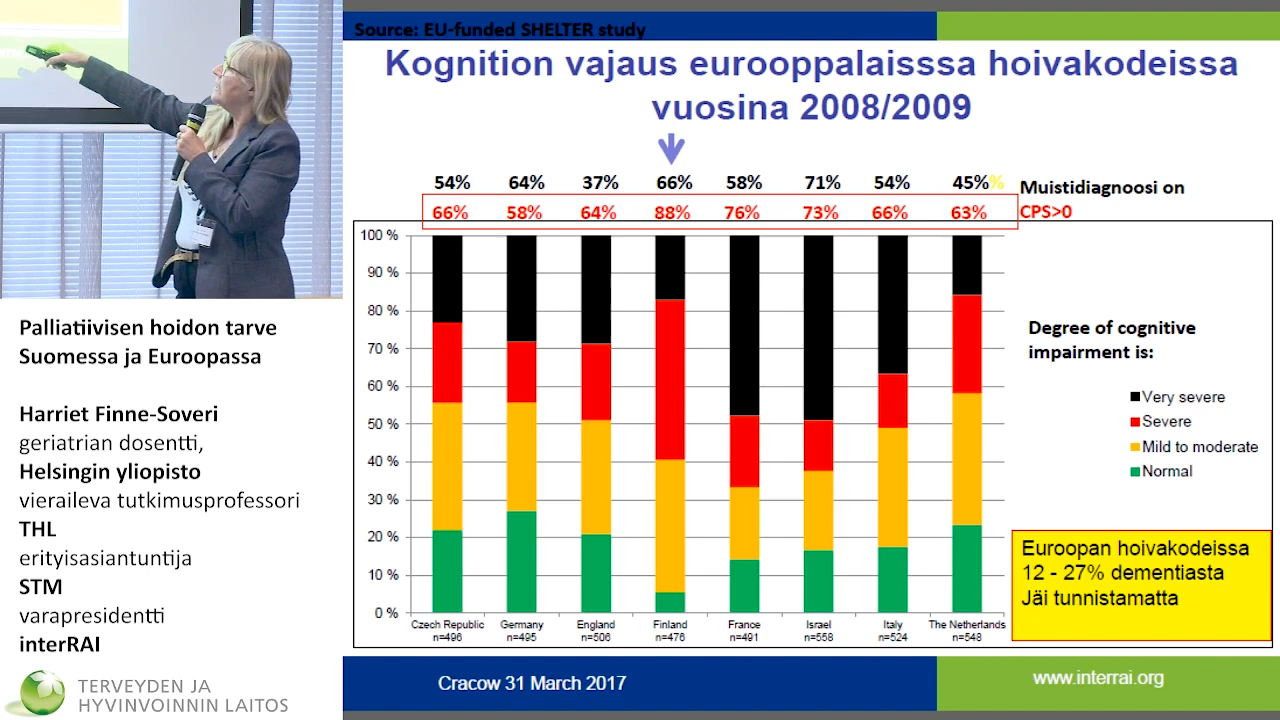 Source: EU-funded SHELTER study
Kognition vajaus eurooppalaisssa hoivakodeissa
vuosina 2008/2009
54% 64% 37% 66% 58% 71% 54% 45%%
Muistidiagnoosi on
66% 58% 64% 88% 76% 73% 66% 63%
CPS>0
100 %
90 %
80 %
70 %
60 %
50 %
40 %
30 %
20 %
10 %
0 %
Czech Republic Germany England Finland France Israel Italy The Netherlands
n=496 n=495 n=506 n=476 n=491 n=558 n=524 n=548
Degree of cognitive
impairment is:
Very severe
Severe
Mild to moderate
Normal
Euroopan hoivakodeissa
12 - 27% dementiasta
Jäi tunnistamatta
Cracow 31 March 2017
www.interrai.org
Palliatiivisen hoidon tarve
Suomessa ja Euroopassa
Harriet Finne-Soveri
geriatrian dosentti,
Helsingin yliopisto
vieraileva tutkimusprofessori
THL
erityisasiantuntija
STM
varapresidentti
interRAI
TERVEYDEN JA
HYVINVOINNIN LAITOS